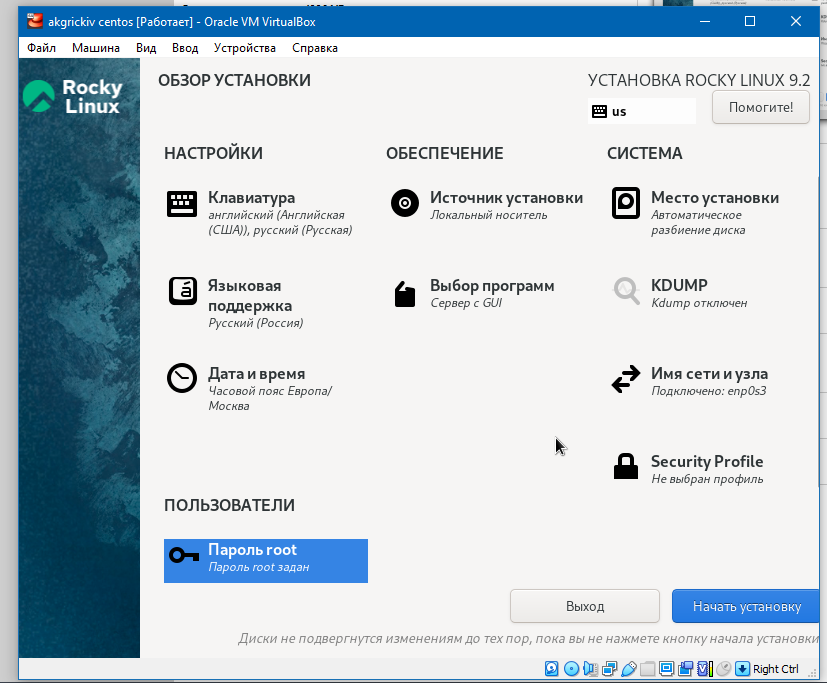 akgrickiv centos [Работает] - Oracle VM VirtualBox
Файл Машина Вид Ввод Устройства Справка
Rocky
Linux
ОБЗОР УСТАНОВКИ
УСТАНОВКА ROCKY LINUX 9.2
us
Помогите!
НАСТРОЙКИ
Клавиатура
английский (Английская
(США)), русский (Русская)
Языковая
поддержка
Русский (Россия)
Дата и время
Часовой пояс Европа/
Москва
ОБЕСПЕЧЕНИЕ
Источник установки
Локальный носитель
Выбор программ
Сервер с GUI
СИСТЕМА
Место установки
Автоматическое
разбиение диска
KDUMP
Kdump отключен
Имя сети и узла
Подключено: enp0s3
Security Profile
Не выбран профиль
ПОЛЬЗОВАТЕЛИ
Пароль root
Пароль root задан
Выход
Начать установку
Диски не подвергнутся изменениям до тех пор, пока вы не нажмете кнопку начала установки
Right Ctrl